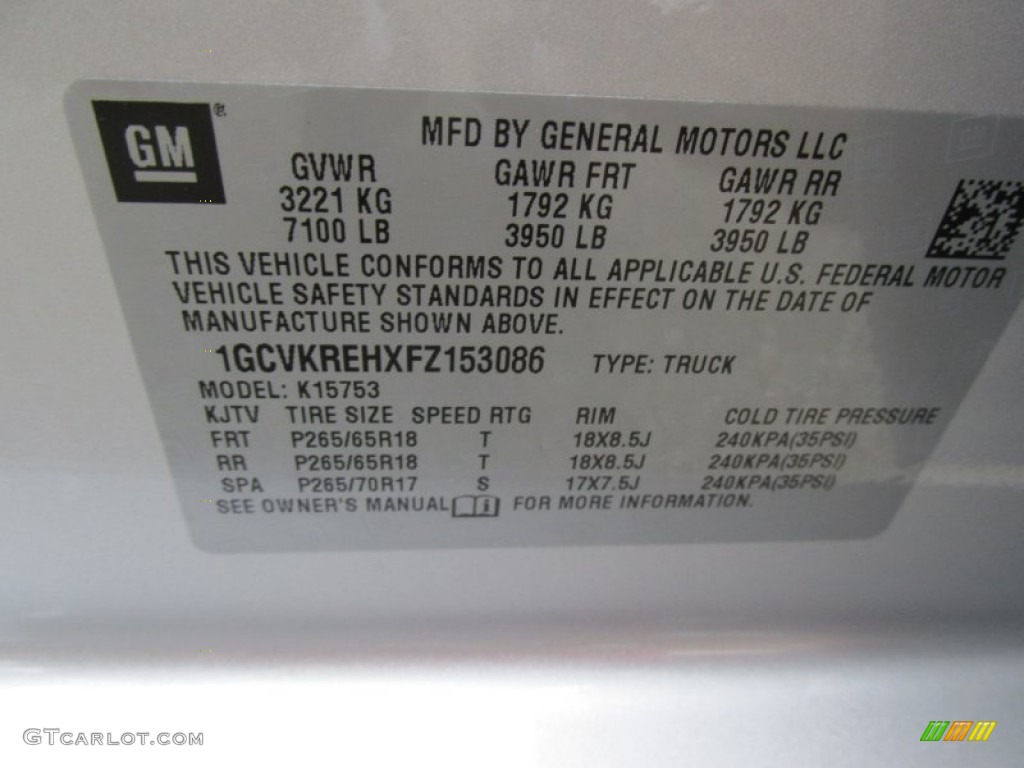 GM ®
MFD BY GENERAL MOTORS LLC
GVWR GAWR FRT GAWR RR
3221 KG 1792 KG 1792 KG
7100 LB 3950 LB 3950 LB
THIS VEHICLE CONFORMS TO ALL APPLICABLE U.S. FEDERAL MOTOR
VEHICLE SAFETY STANDARDS IN EFFECT ON THE DATE OF
MANUFACTURE SHOWN ABOVE.
1GCVKREHXFZ153086 TYPE: TRUCK
MODEL: K15753
KJTV TIRE SIZE SPEED RTG RIM COLD TIRE PRESSURE
FRT P265/65R18 T 18X8.5J 240KPA(35PSI)
RR P265/65R18 T 18X8.5J 240KPA(35PSI)
SPA P265/70R17 S 17X7.5J 240KPA(35PSI)
SEE OWNER'S MANUAL FOR MORE INFORMATION.
GTCarlot.com